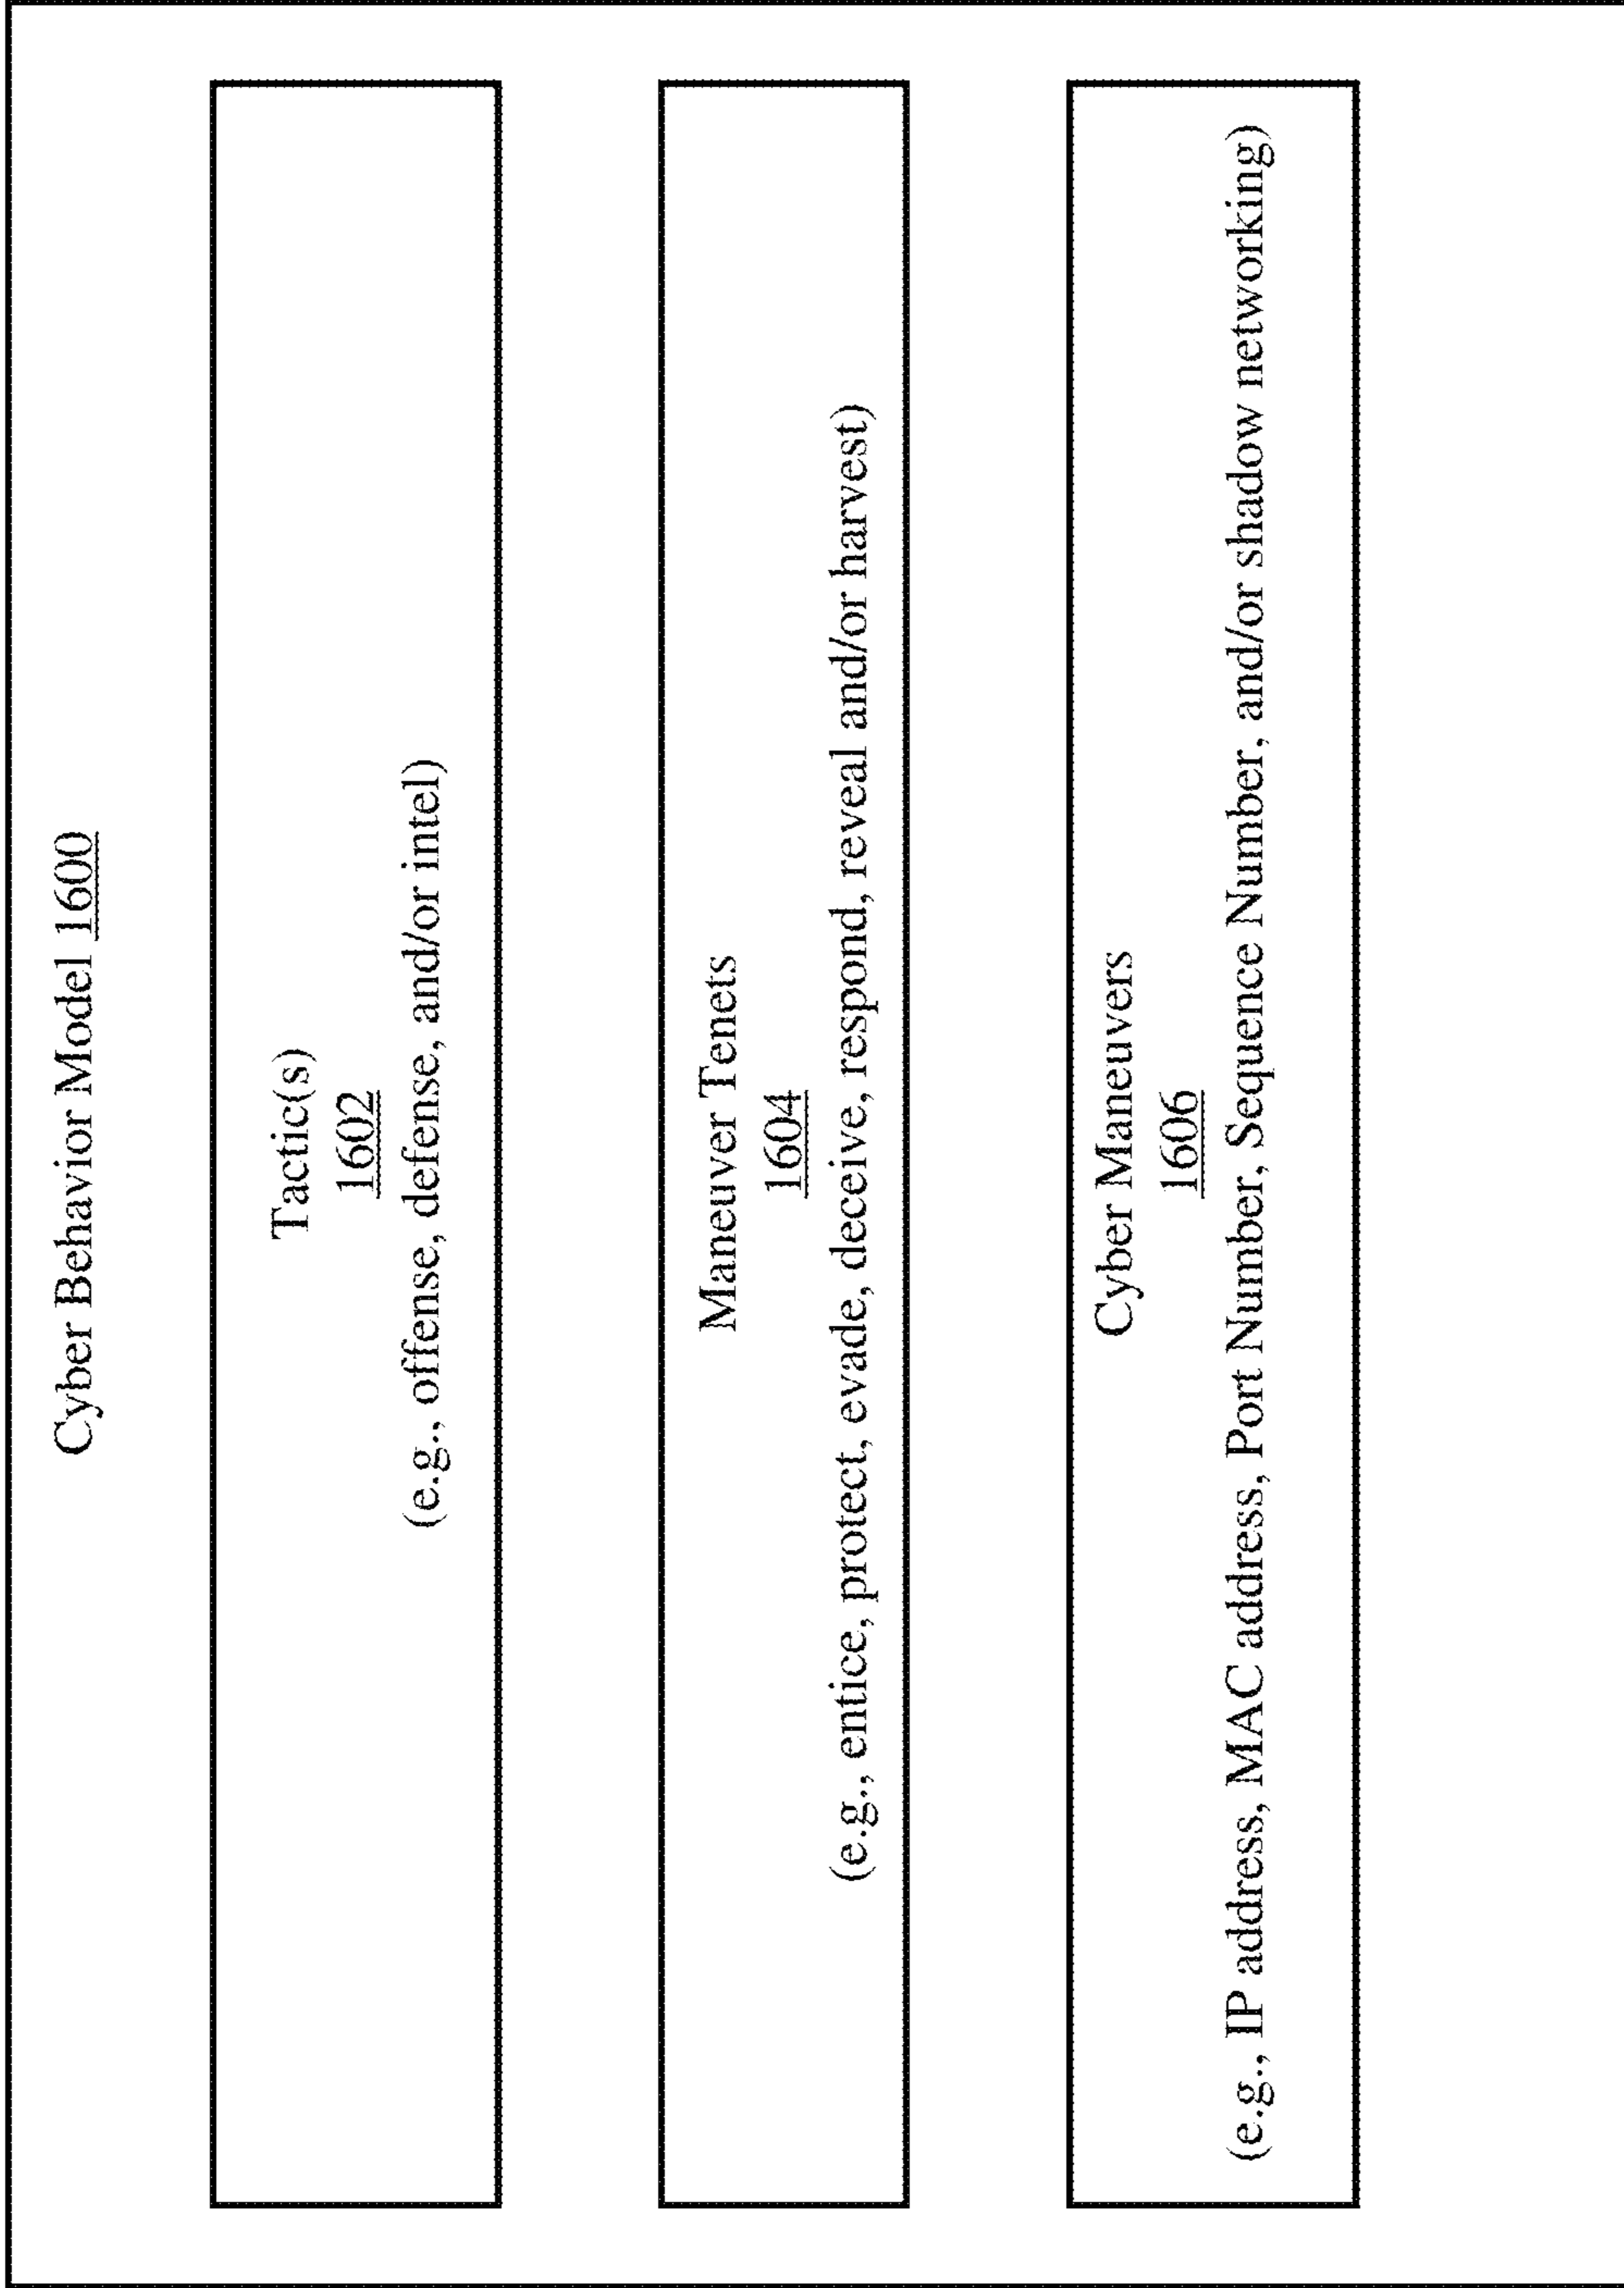 Cyber Behavior Model 1600
Tactic(s)
1602
(e.g., offense, defense, and/or intel)
Maneuver Tenets
1604
(e.g., entice, protect, evade, deceive, respond, reveal and/or harvest)
Cyber Maneuvers
1606
(e.g., IP address, MAC address, Port Number, Sequence Number, and/or shadow networking)